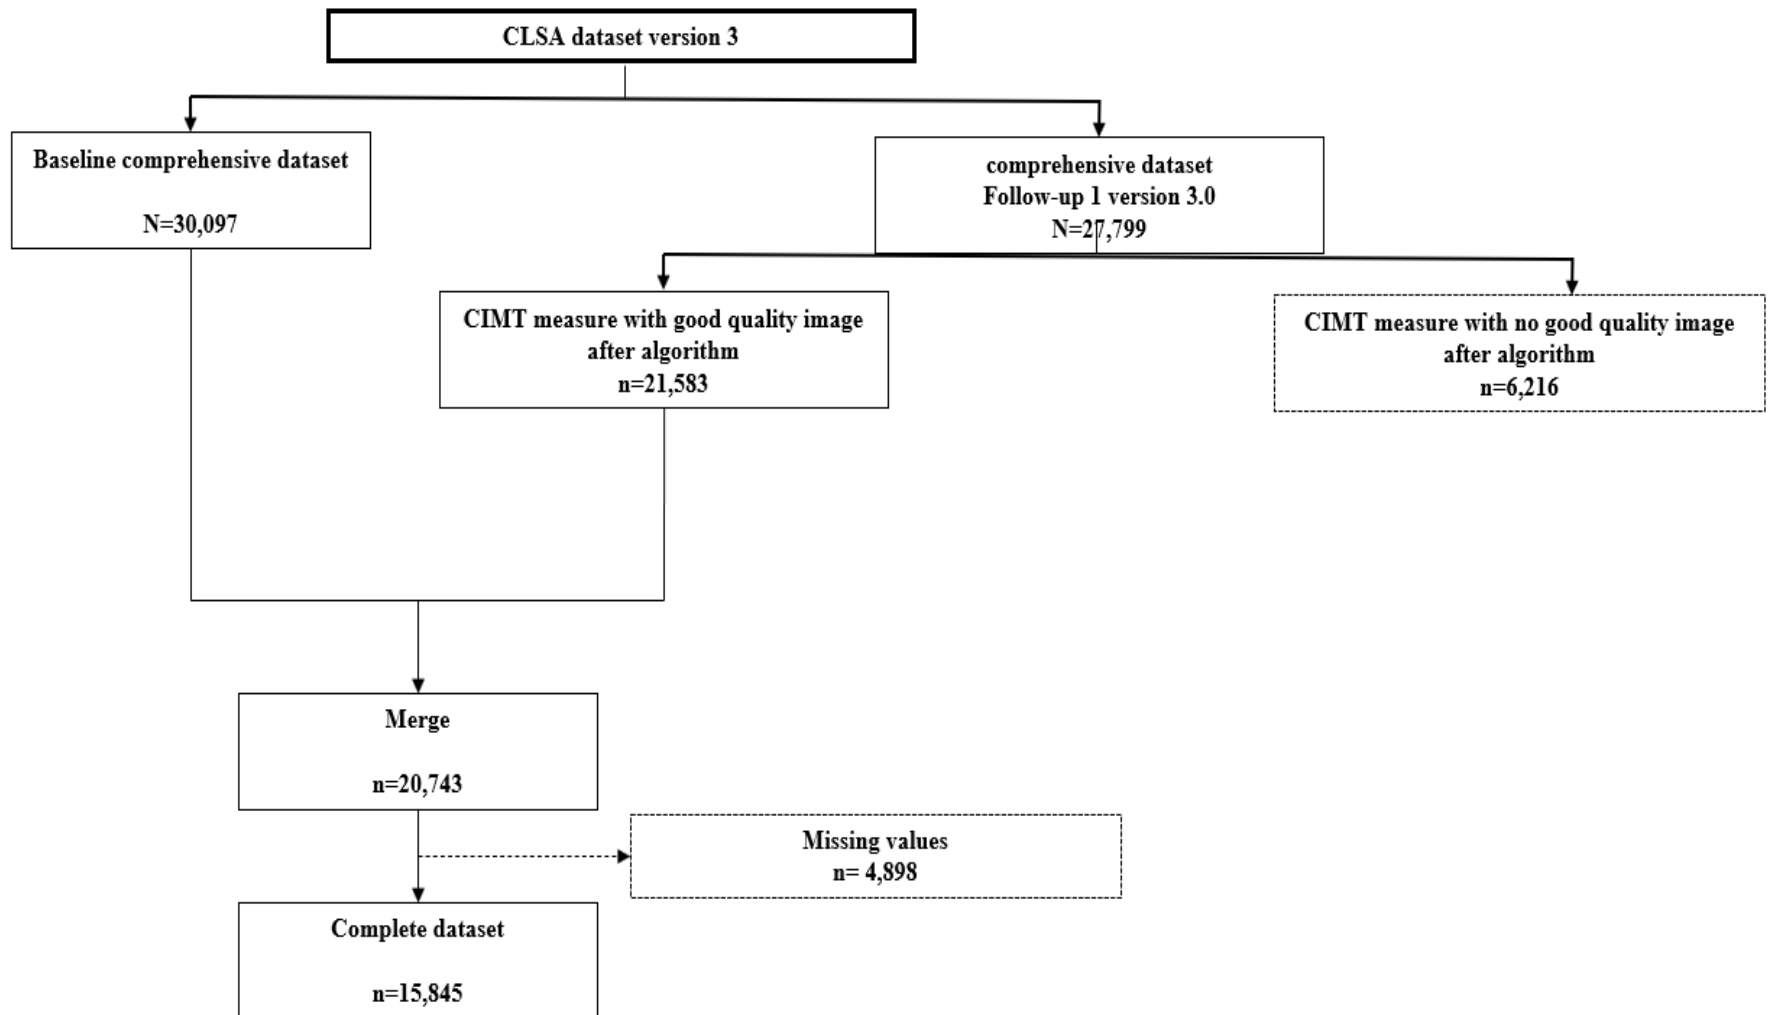 CLSA dataset version 3
Baseline comprehensive dataset
N=30,097
comprehensive dataset
Follow-up 1 version 3.0
N=27,799
CIMT measure with good quality image
after algorithm
n=21,583
CIMT measure with no good quality image
after algorithm
n=6,216
Merge
n=20,743
Missing values
n= 4,898
Complete dataset
n=15,845